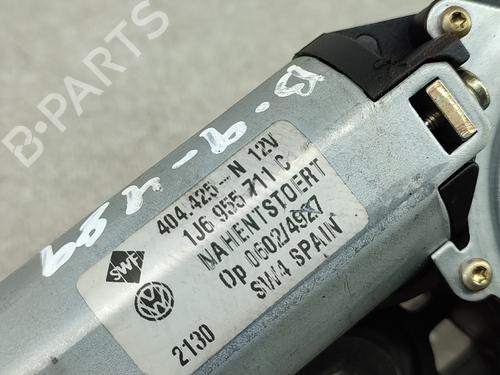 B-PARTS
404.425 - N 12V
1J6 955 711 C
NAHENTSTOERT
Op 0602/4927
SW4 SPAIN
SWF
2130